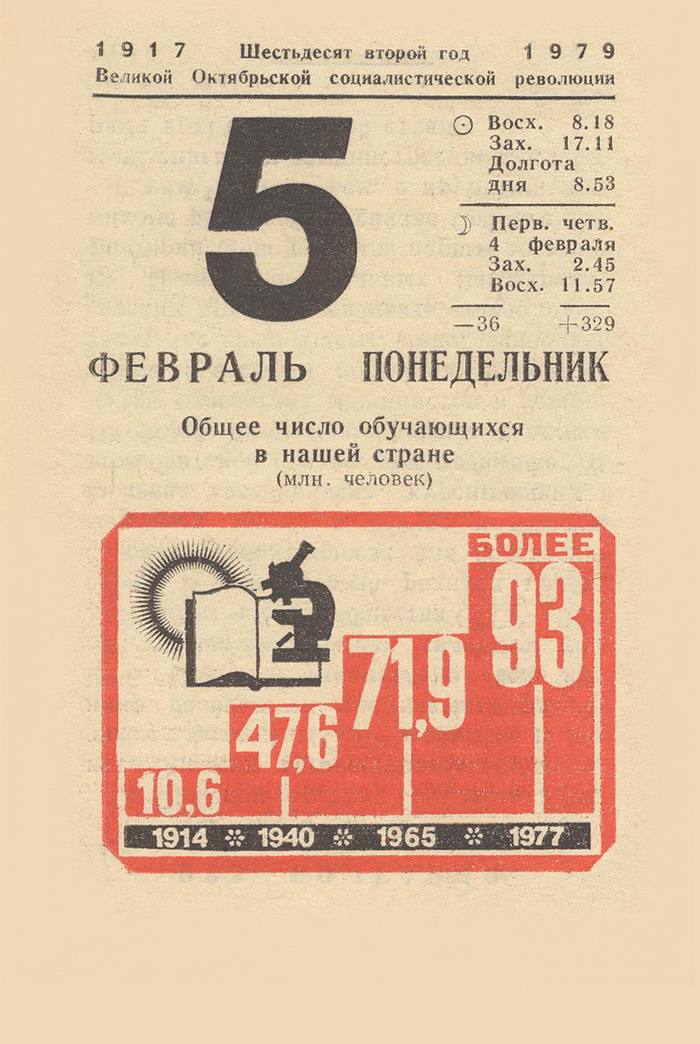 1917 Шестьдесят второй год 1979
Великой Октябрьской социалистической революции
5
Восх. 8.18
Зах. 17.11
Долгота
дня 8.53
Перв. четв.
4 февраля
Зах. 2.45
Восх. 11.57
—36 +329
ФЕВРАЛЬ ПОНЕДЕЛЬНИК
Общее число обучающихся
в нашей стране
(млн. человек)
БОЛЕЕ
93
71,9
47,6
10,6
1914 1940 1965 1977